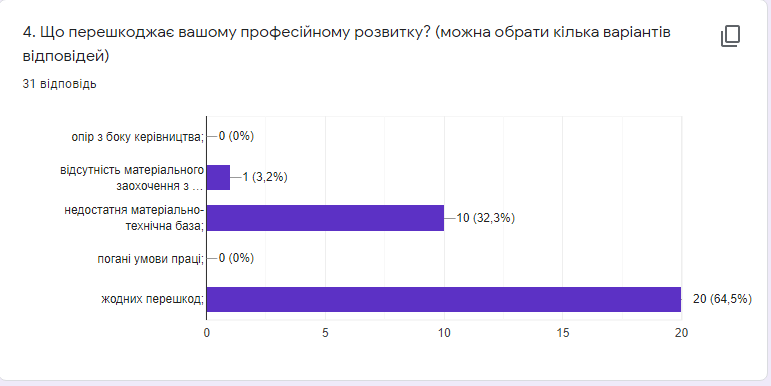 4. Що перешкоджає вашому професійному розвитку? (можна обрати кілька варіантів
відповідей)
31 відповідь
опір з боку керівництва;
0 (0%)
відсутність матеріального
заохочення з ...
1 (3,2%)
недостатня матеріально-
технічна база;
10 (32,3%)
погані умови праці;
0 (0%)
жодних перешкод;
20 (64,5%)
0 5 10 15 20